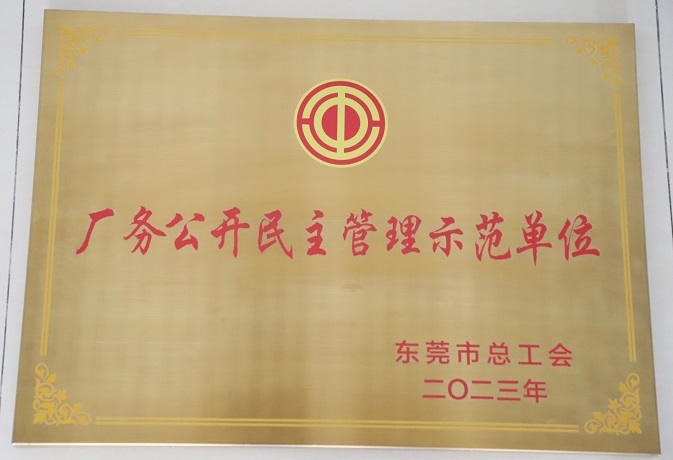 厂务公开民主管理示范单位
东莞市总工会
二〇二三年